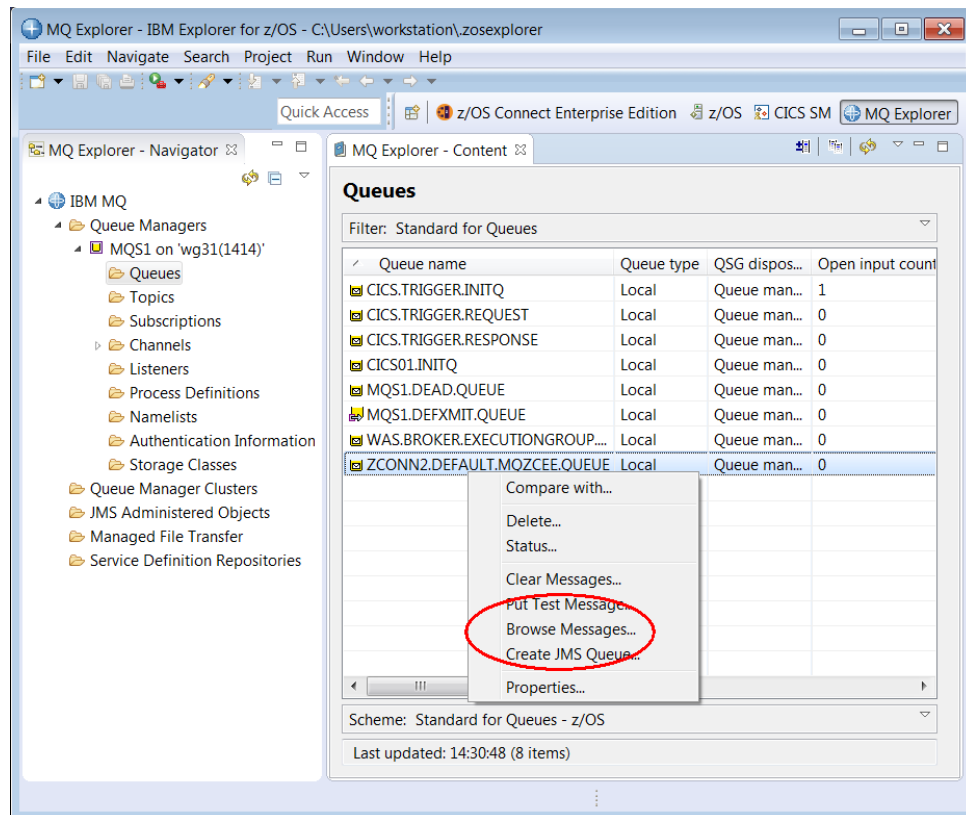 MQ Explorer - IBM Explorer for z/OS - C:\Users\workstation\.zosexplorer
File Edit Navigate Search Project Run Window Help
Quick Access z/OS Connect Enterprise Edition z/OS CICS SM MQ Explorer
MQ Explorer - Navigator
IBM MQ
Queue Managers
MQS1 on 'wg31(1414)'
Queues
Topics
Subscriptions
Channels
Listeners
Process Definitions
Namelists
Authentication Information
Storage Classes
Queue Manager Clusters
JMS Administered Objects
Managed File Transfer
Service Definition Repositories
MQ Explorer - Content
Queues
Filter: Standard for Queues
Queue name Queue type QSG dispos... Open input count
CICS.TRIGGER.INITQ Local Queue man... 1
CICS.TRIGGER.REQUEST Local Queue man... 0
CICS.TRIGGER.RESPONSE Local Queue man... 0
CICS01.INITQ Local Queue man... 0
MQS1.DEAD.QUEUE Local Queue man... 0
MQS1.DEFXMIT.QUEUE Local Queue man... 0
WAS.BROKER.EXECUTIONGROUP.... Local Queue man... 0
ZCONN2.DEFAULT.MQZCEE.QUEUE Local Queue man... 0
Compare with...
Delete...
Status...
Clear Messages...
Put Test Message...
Browse Messages...
Create JMS Queue...
Properties...
Scheme: Standard for Queues - z/OS
Last updated: 14:30:48 (8 items)